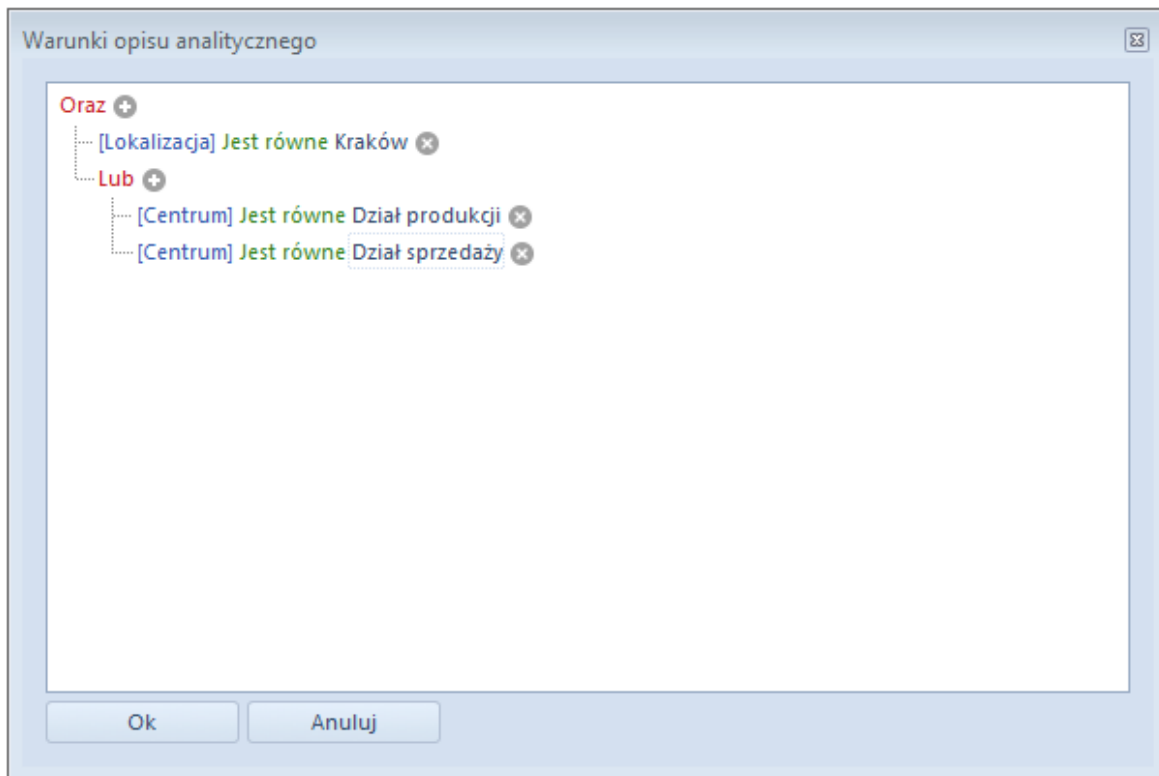 Warunki opisu analitycznego
Oraz
[Lokalizacja] Jest równe Kraków
Lub
[Centrum] Jest równe Dział produkcji
[Centrum] Jest równe Dział sprzedaży
Ok Anuluj